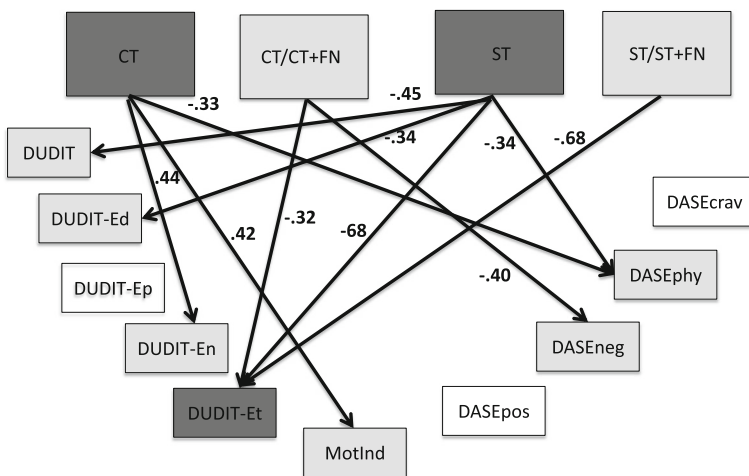 CT
CT/CT+FN
ST
ST/ST+FN
-.33
-.45
-.34
-.34
-.68
DUDIT
.44
DASEcrav
DUDIT-Ed
-.32
-68
.42
DASEphy
-.40
DUDIT-Ep
DUDIT-En
DASEneg
DUDIT-Et
DASEpos
MotInd